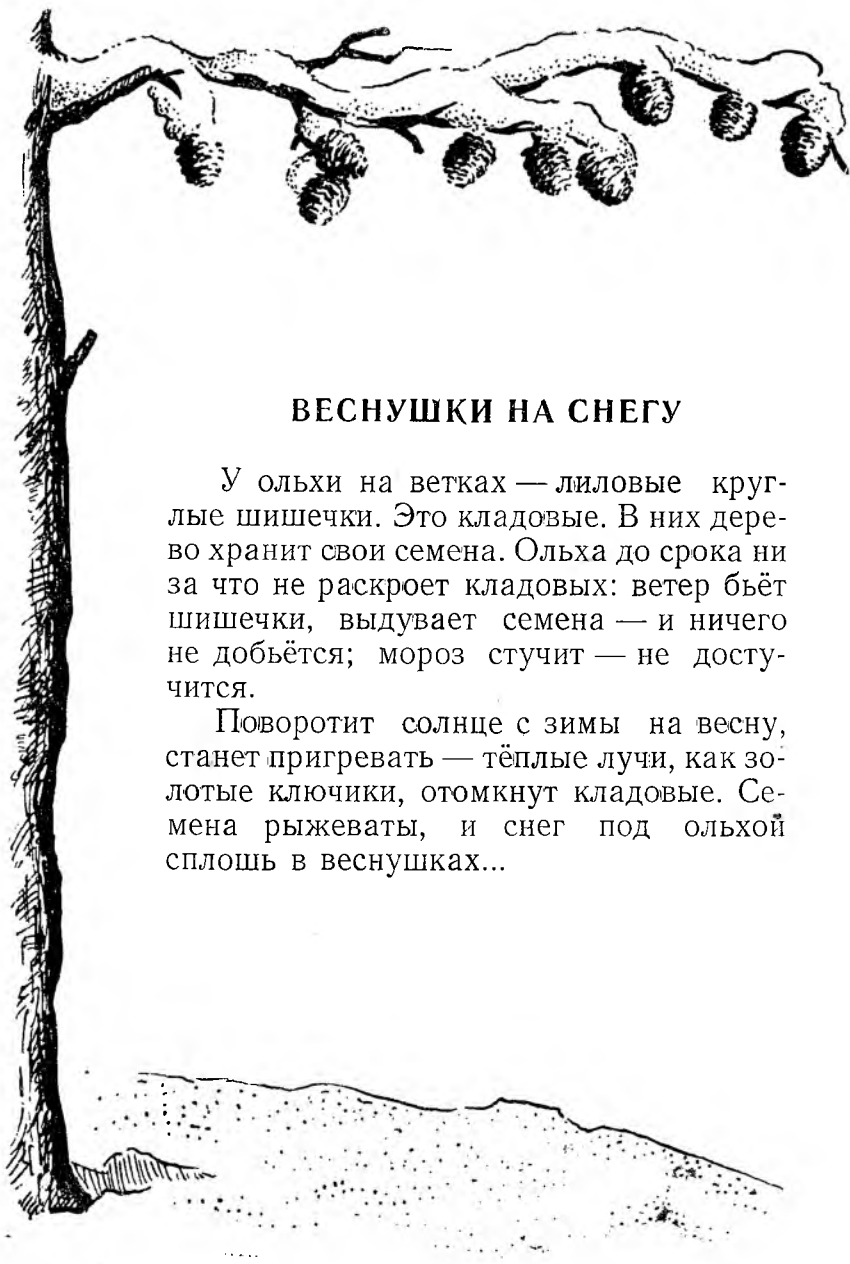 ВЕСНУШКИ НА СНЕГУ
У ольхи на ветках — лиловые круг-
лые шишечки. Это кладовые. В них дере-
во хранит свои семена. Ольха до срока ни
за что не раскроет кладовых: ветер бьёт
шишечки, выдувает семена — и ничего
не добьётся; мороз стучит — не досту-
чится.
Поворотит солнце с зимы на весну,
станет пригревать — тёплые лучи, как зо-
лотые ключики, отомкнут кладовые. Се-
мена рыжеваты, и снег под ольхой
сплошь в веснушках...